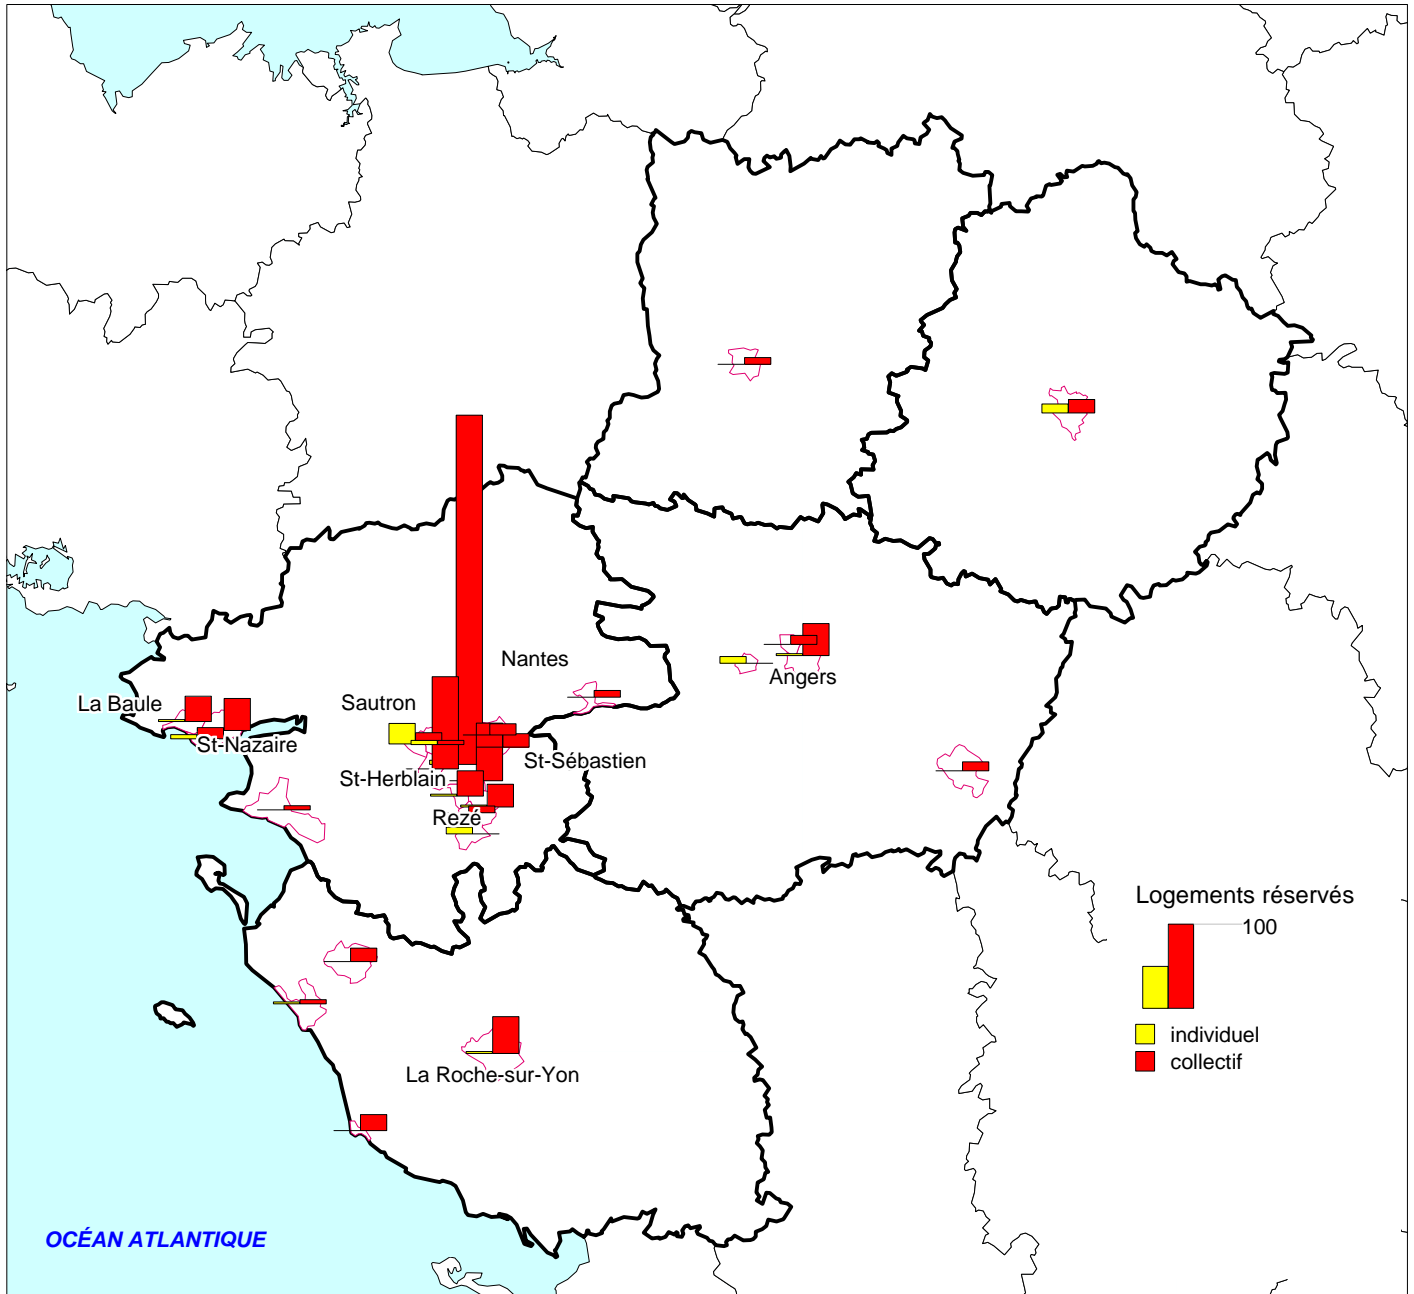 Nantes
Angers
La Baule
Sautron
St-Nazaire
St-Sébastien
St-Herblain
Rezé
Logements réservés
100
individuel
collectif
La Roche-sur-Yon
OCÉAN ATLANTIQUE